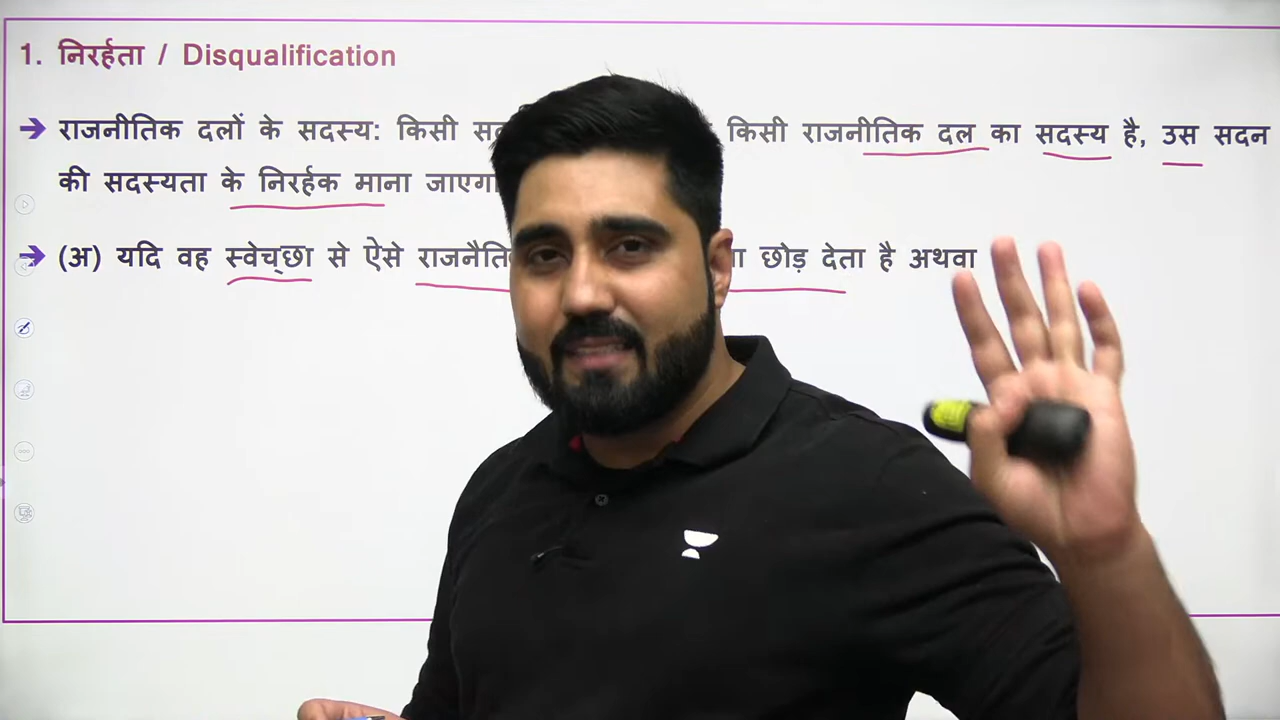 1. निरर्हता / Disqualification
राजनीतिक दलों के सदस्य: किसी किसी राजनीतिक दल का सदस्य है, उस सदन
की सदस्यता के निरर्हक माना जाएगा
(अ) यदि वह स्वेच्छा से ऐसे छोड़ देता है अथवा